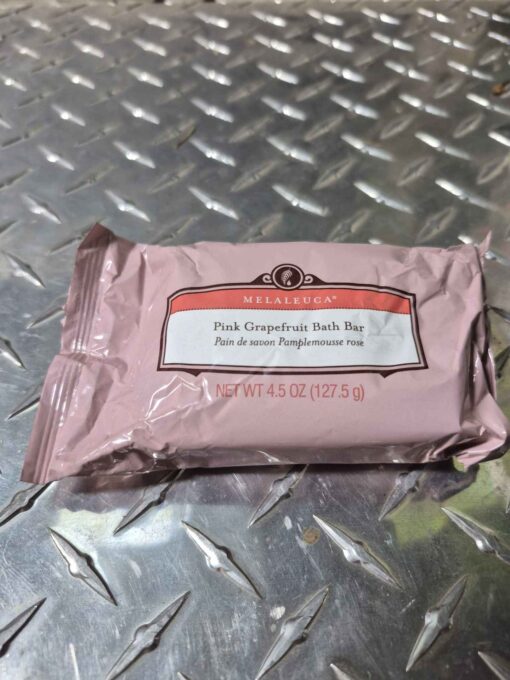 MELALEUCA®
Pink Grapefruit Bath Bar
Pain de savon Pamplemousse rose
NET WT 4.5 OZ (127.5 g)